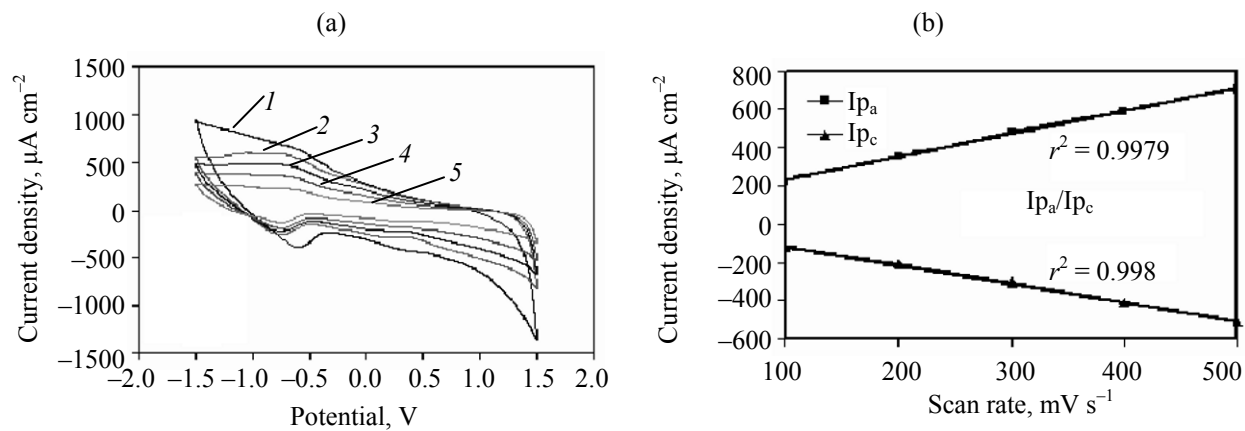 (a)
Current density, μA cm⁻²
1500
1000
500
0
–500
–1000
–1500
–2.0 –1.5 –1.0 –0.5 0 0.5 1.0 1.5 2.0
Potential, V
1
2
3
4
5
(b)
Current density, μA cm⁻²
800
600
400
200
0
–200
–400
–600
100 200 300 400 500
Scan rate, mV s⁻¹
Ipₐ
Ip꜀
r² = 0.9979
Ipₐ/Ip꜀
r² = 0.998